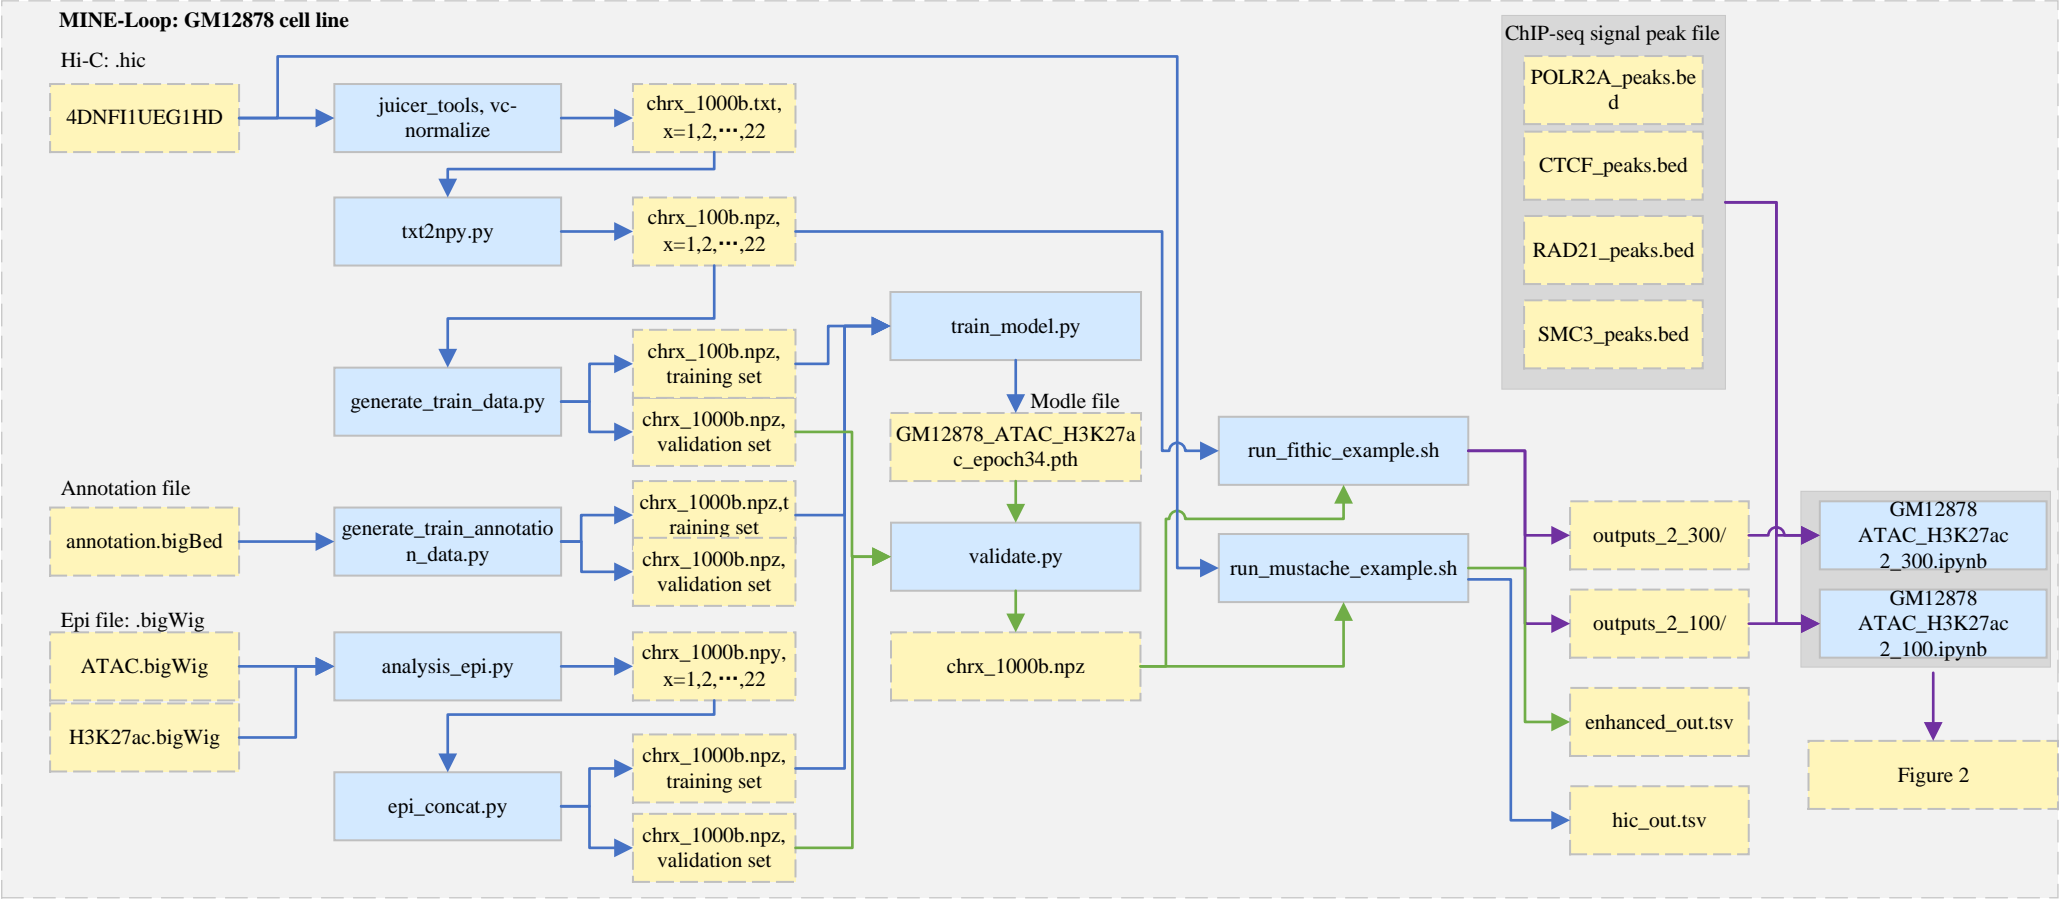 MINE-Loop: GM12878 cell line
Hi-C: .hic
4DNFI1UEG1HD
juicer_tools, vc-
normalize
chrx_1000b.txt,
x=1,2,···,22
txt2npy.py
chrx_100b.npz,
x=1,2,···,22
generate_train_data.py
chrx_100b.npz,
training set
chrx_1000b.npz,
validation set
Annotation file
annotation.bigBed
generate_train_annotatio
n_data.py
chrx_1000b.npz,t
raining set
chrx_1000b.npz,
validation set
Epi file: .bigWig
ATAC.bigWig
H3K27ac.bigWig
analysis_epi.py
chrx_1000b.npy,
x=1,2,···,22
epi_concat.py
chrx_1000b.npz,
training set
chrx_1000b.npz,
validation set
train_model.py
Modle file
GM12878_ATAC_H3K27a
c_epoch34.pth
validate.py
chrx_1000b.npz
run_fithic_example.sh
run_mustache_example.sh
ChIP-seq signal peak file
POLR2A_peaks.be
d
CTCF_peaks.bed
RAD21_peaks.bed
SMC3_peaks.bed
outputs_2_300/
outputs_2_100/
enhanced_out.tsv
hic_out.tsv
GM12878
ATAC_H3K27ac
2_300.ipynb
GM12878
ATAC_H3K27ac
2_100.ipynb
Figure 2